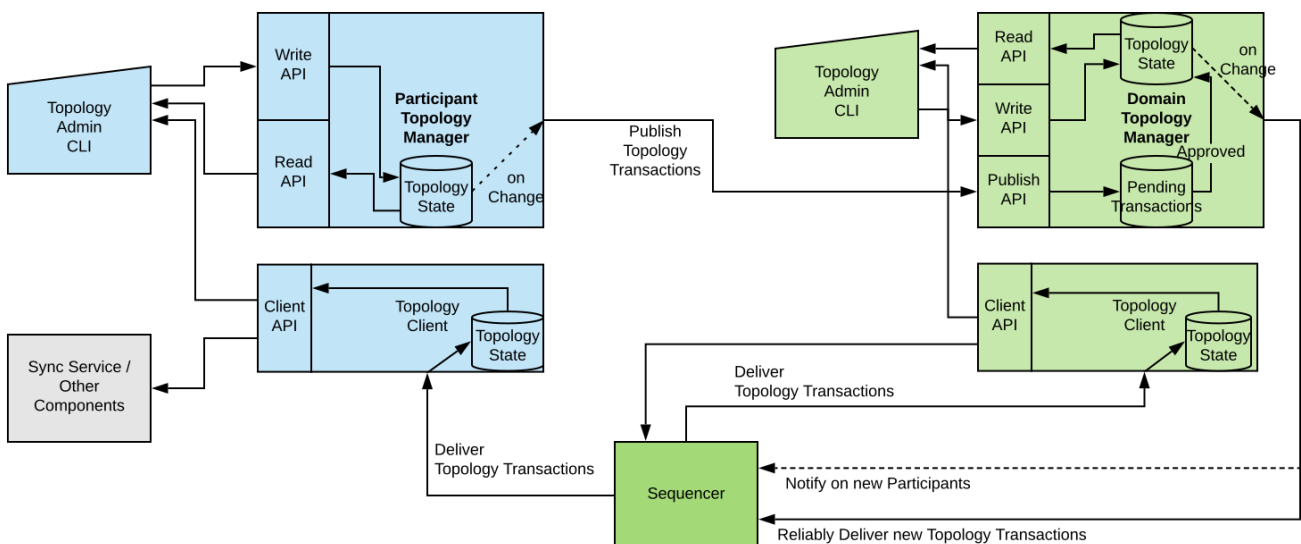 Topology
Admin
CLI
Write
API
Read
API
Participant
Topology
Manager
Topology
State
on
Change
Publish
Topology
Transactions
Topology
Admin
CLI
Read
API
Write
API
Publish
API
Topology
State
on
Change
Domain
Topology
Manager
Approved
Pending
Transactions
Client
API
Topology
Client
Topology
State
Sync Service /
Other
Components
Client
API
Topology
Client
Topology
State
Deliver
Topology Transactions
Deliver
Topology Transactions
Sequencer
Notify on new Participants
Reliably Deliver new Topology Transactions